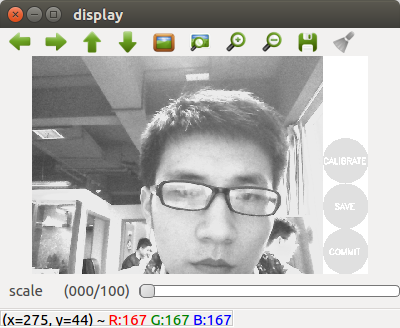 display
CALIBRATE
SAVE
COMMIT
scale (000/100)
(x=275, y=44) ~ R:167 G:167 B:167